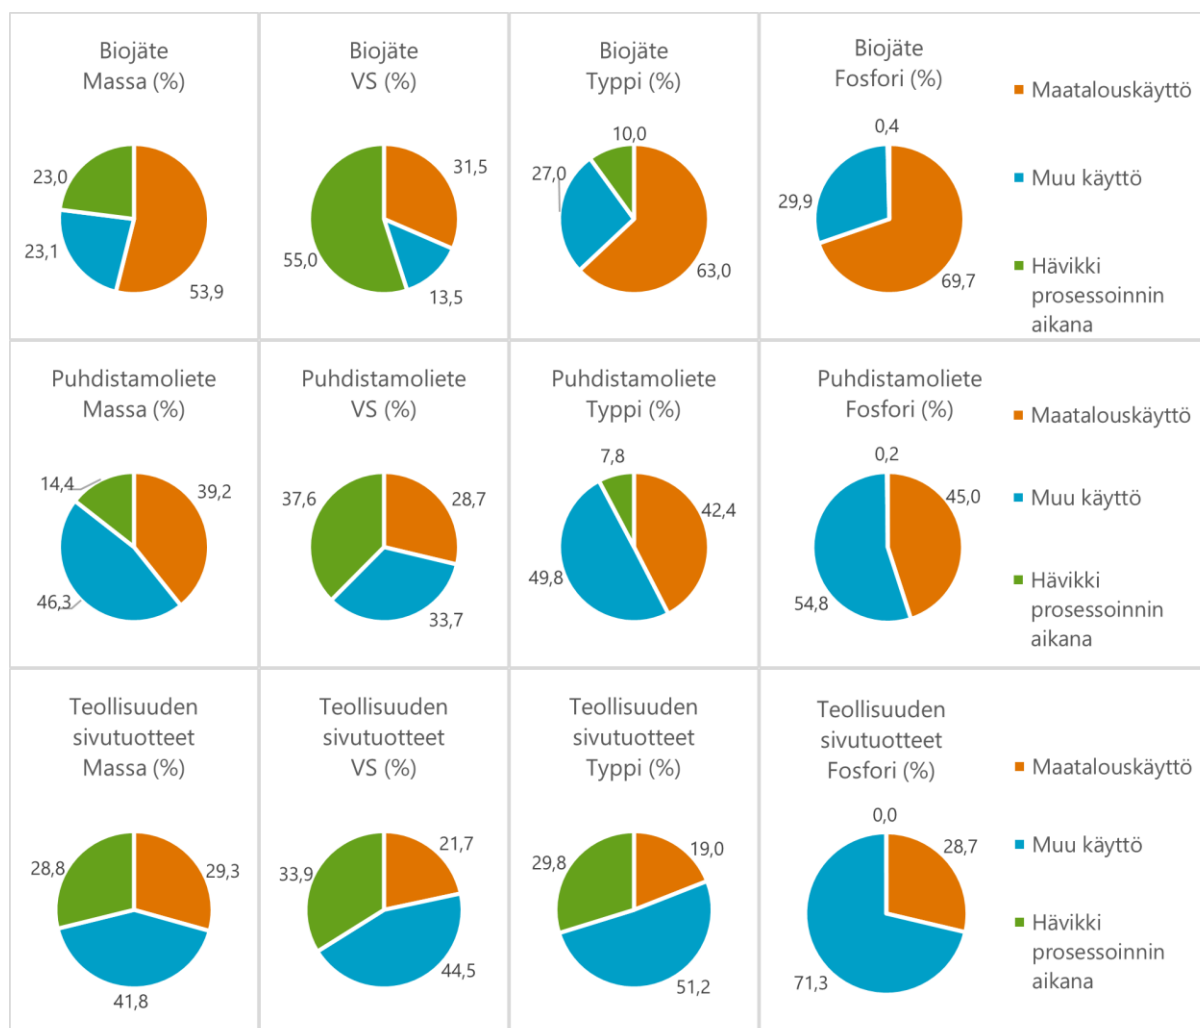 Biojäte
Massa (%)
23,0
23,1
53,9
Biojäte
VS (%)
31,5
55,0
13,5
Biojäte
Typpi (%)
10,0
27,0
63,0
Biojäte
Fosfori (%)
0,4
29,9
69,7
Maatalouskäyttö
Muu käyttö
Hävikki
prosessoinnin
aikana
Puhdistamoliete
Massa (%)
14,4
39,2
46,3
Puhdistamoliete
VS (%)
37,6
28,7
33,7
Puhdistamoliete
Typpi (%)
7,8
42,4
49,8
Puhdistamoliete
Fosfori (%)
0,2
45,0
54,8
Maatalouskäyttö
Muu käyttö
Hävikki
prosessoinnin
aikana
Teollisuuden
sivutuotteet
Massa (%)
28,8
29,3
41,8
Teollisuuden
sivutuotteet
VS (%)
21,7
33,9
44,5
Teollisuuden
sivutuotteet
Typpi (%)
19,0
29,8
51,2
Teollisuuden
sivutuotteet
Fosfori (%)
0,0
28,7
71,3
Maatalouskäyttö
Muu käyttö
Hävikki
prosessoinnin
aikana